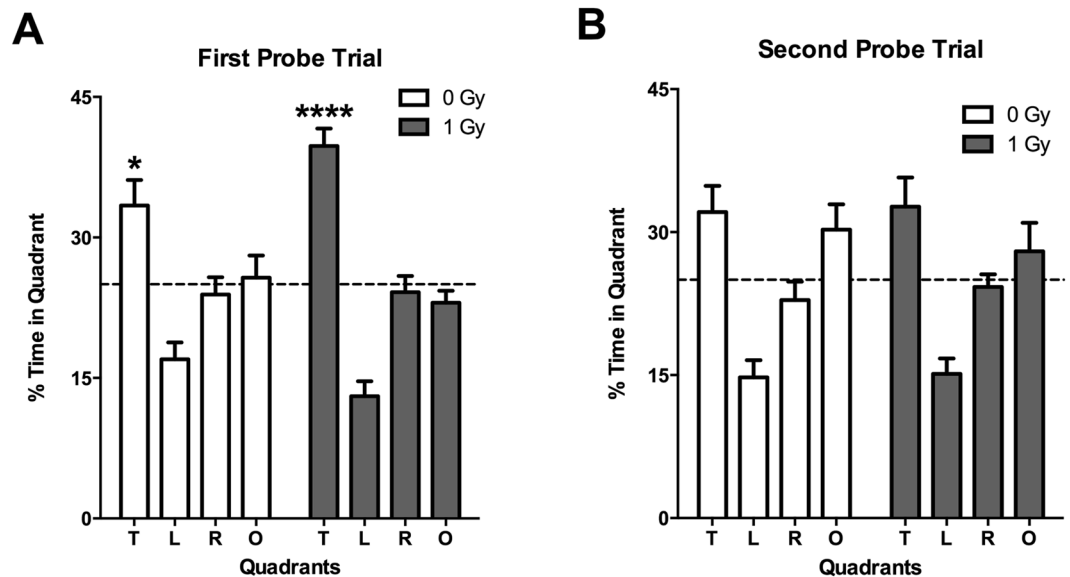 A
First Probe Trial
0 Gy
1 Gy
45
30
15
0
% Time in Quadrant
*
****
T L R O T L R O
Quadrants
B
Second Probe Trial
0 Gy
1 Gy
45
30
15
0
% Time in Quadrant
T L R O T L R O
Quadrants